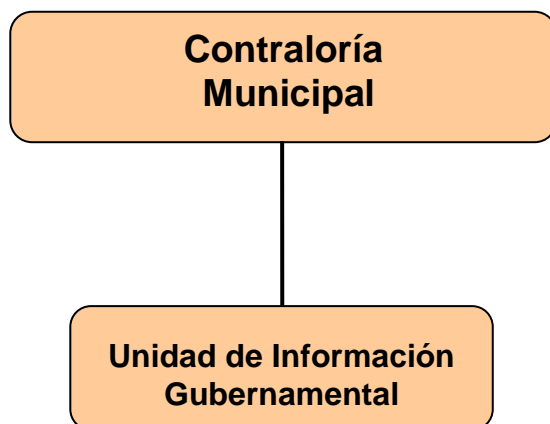 Contraloría
Municipal
Unidad de Información
Gubernamental